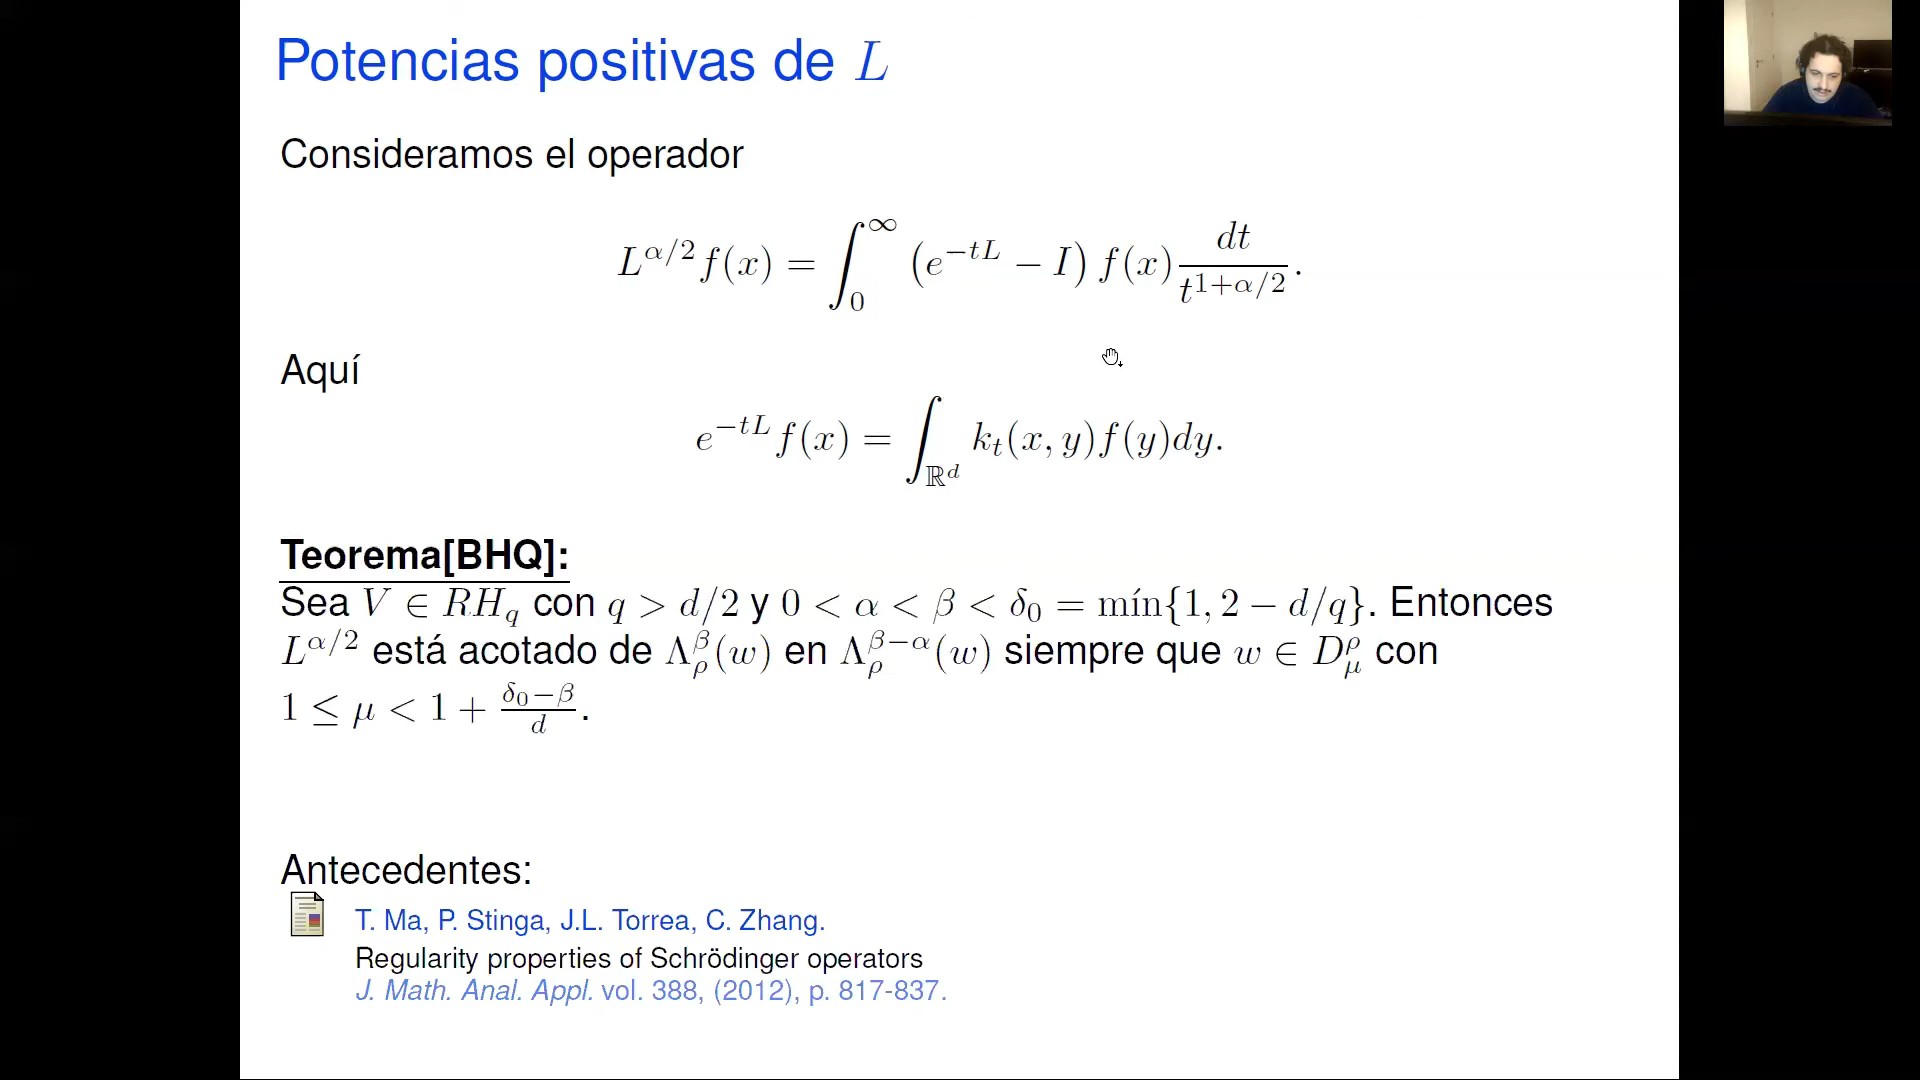 Potencias positivas de L
Consideramos el operador
L^{α/2} f(x) = ∫_0^∞ (e^{-tL} − I) f(x) \frac{dt}{t^{1+α/2}}.
Aquí
e^{-tL} f(x) = ∫_{ℝ^d} k_t(x, y) f(y) dy.
Teorema[BHQ]:
Sea V ∈ RH_q con q > d/2 y 0 < α < β < δ_0 = mín{1, 2 − d/q}. Entonces
L^{α/2} está acotado de Λ_ρ^β(w) en Λ_ρ^{β−α}(w) siempre que w ∈ D_μ^ρ con
1 ≤ μ < 1 + \frac{δ_0−β}{d}.
Antecedentes:
T. Ma, P. Stinga, J.L. Torrea, C. Zhang.
Regularity properties of Schrödinger operators
J. Math. Anal. Appl. vol. 388, (2012), p. 817-837.